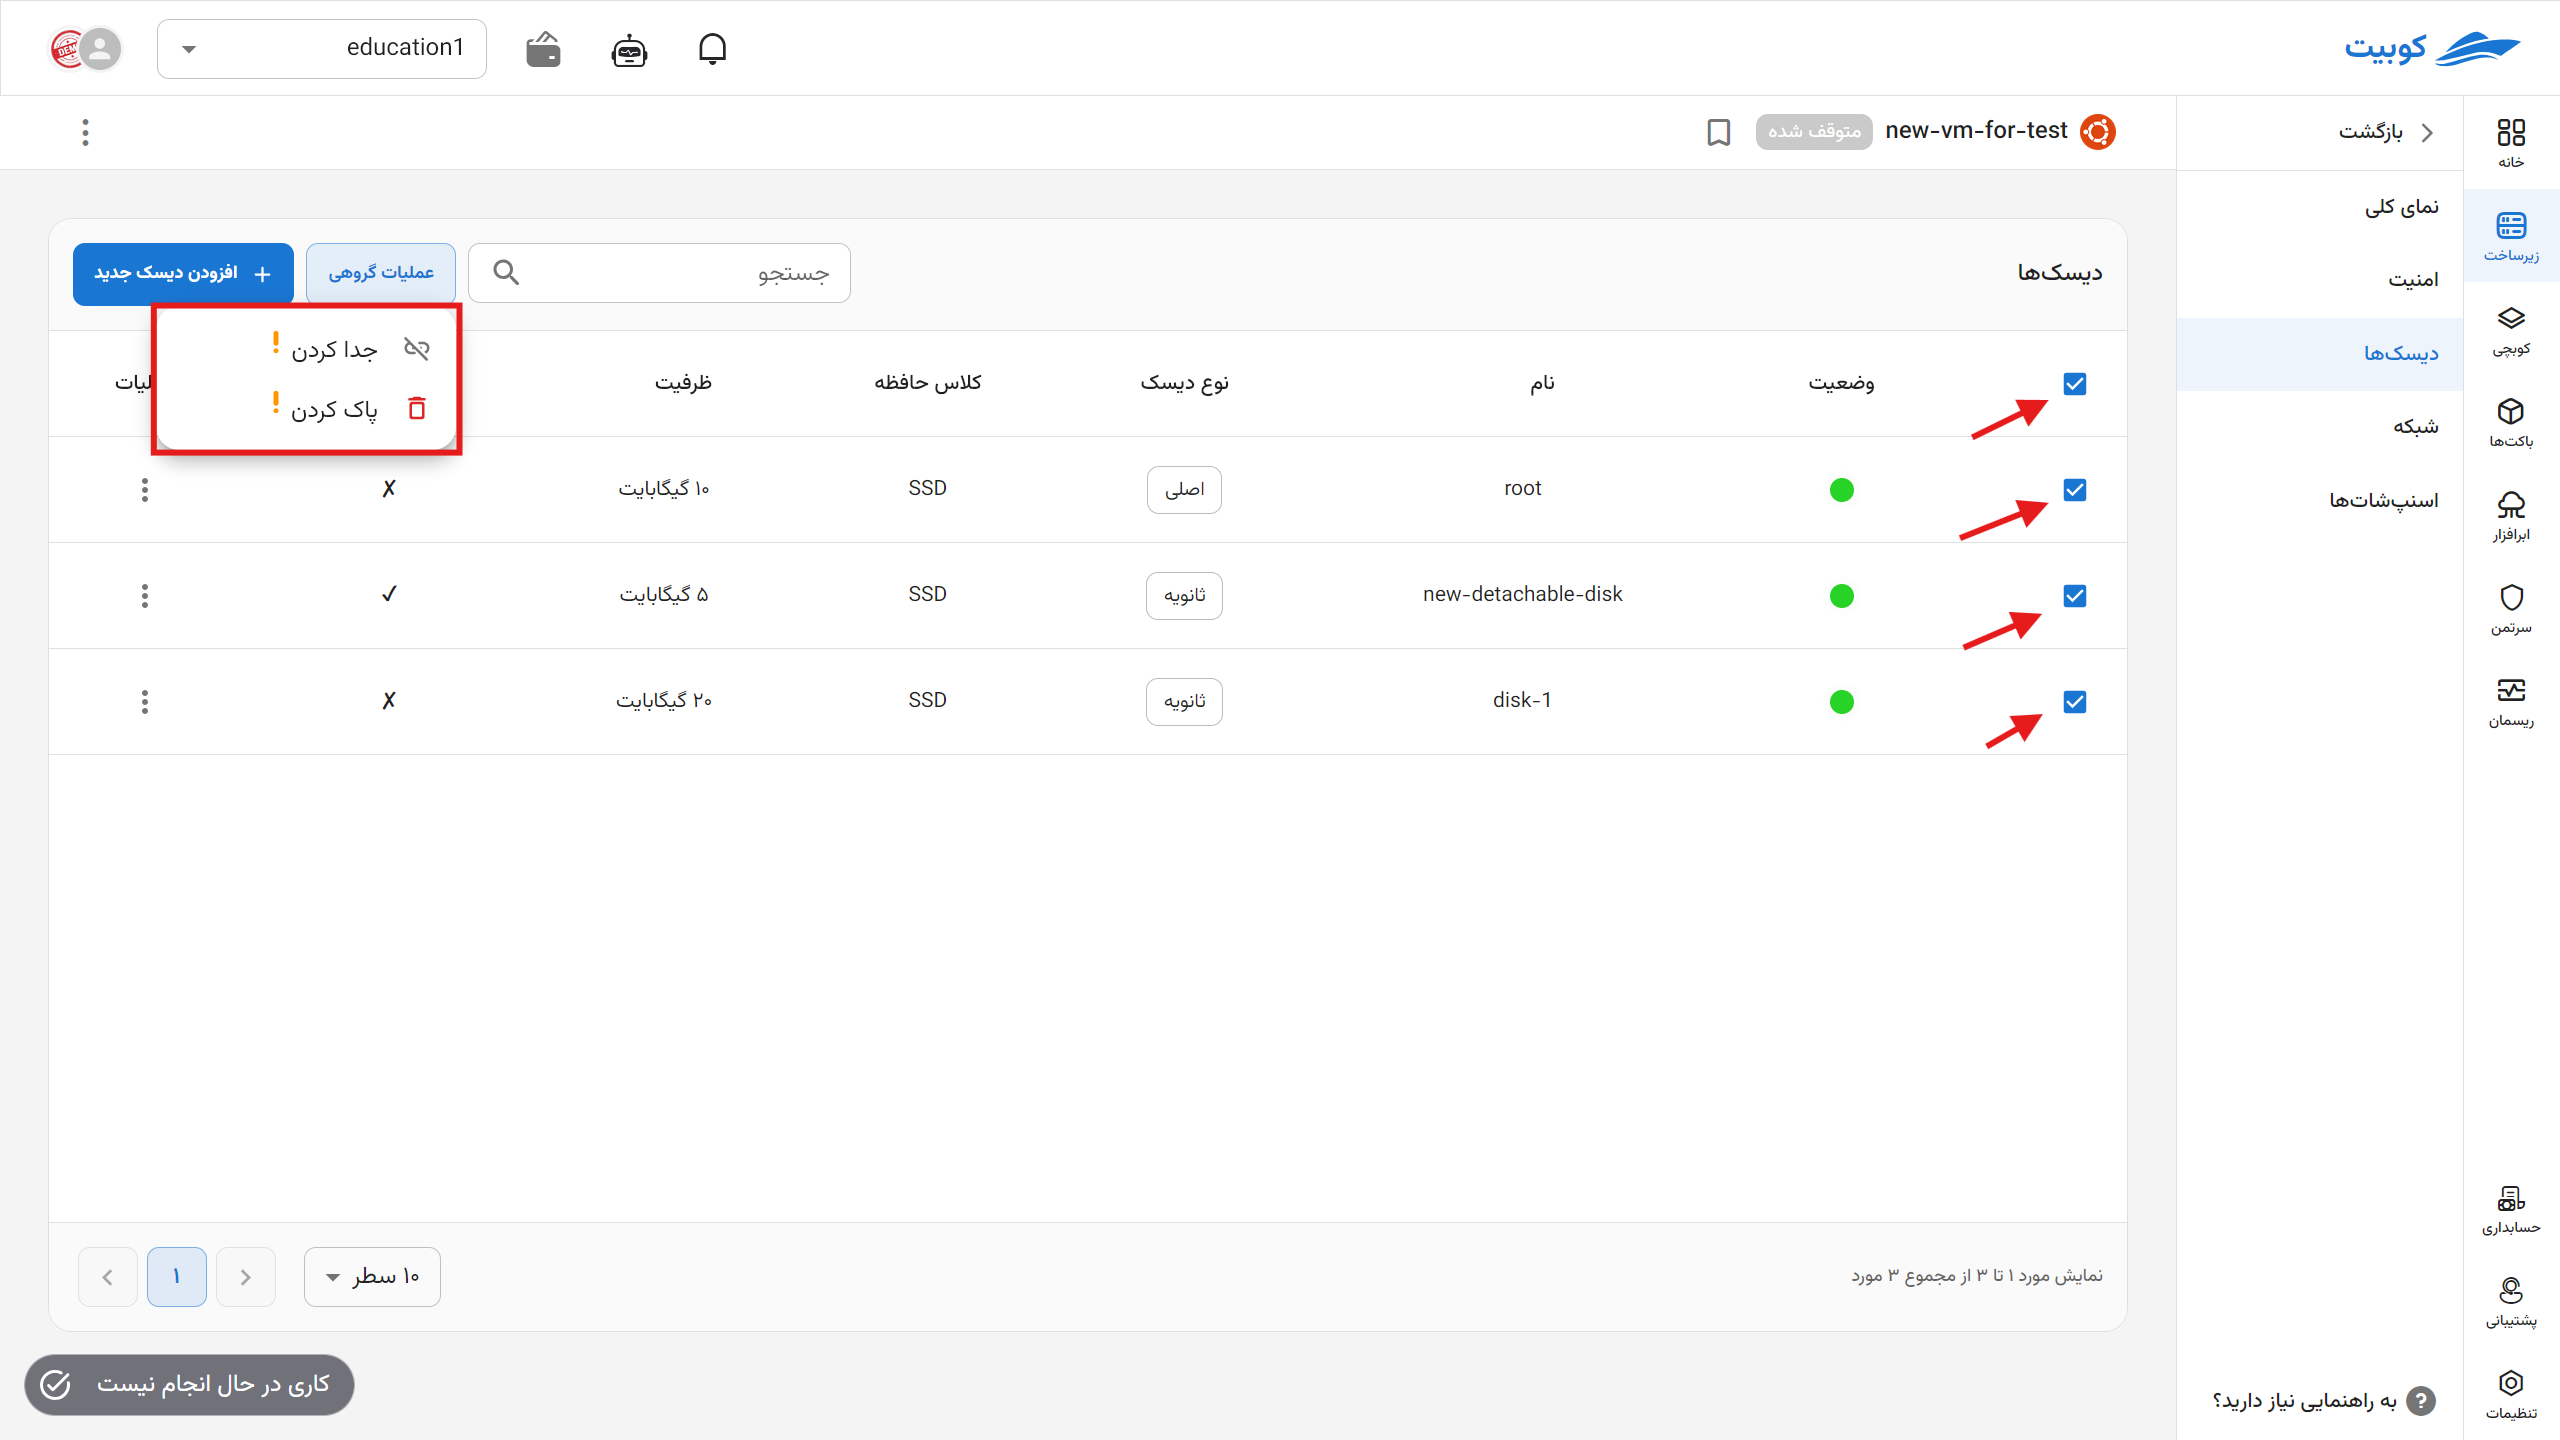 کوبیت
education1
خانه
زیرساخت
کوبچی
باکت‌ها
ابرافزار
سرتمن
ریسمان
حسابداری
پشتیبانی
تنظیمات
بازگشت
نمای کلی
امنیت
دیسک‌ها
شبکه
اسنپ‌شات‌ها
به راهنمایی نیاز دارید؟
new-vm-for-test متوقف شده
دیسک‌ها
جستجو
عملیات گروهی
افزودن دیسک جدید
جدا کردن !
پاک کردن !
وضعیت نام نوع دیسک کلاس حافظه ظرفیت لیات
root اصلی SSD ۱۰ گیگابایت ✗
new-detachable-disk ثانویه SSD ۵ گیگابایت ✓
disk-1 ثانویه SSD ۲۰ گیگابایت ✗
نمایش مورد ۱ تا ۳ از مجموع ۳ مورد
۱۰ سطر
۱
کاری در حال انجام نیست